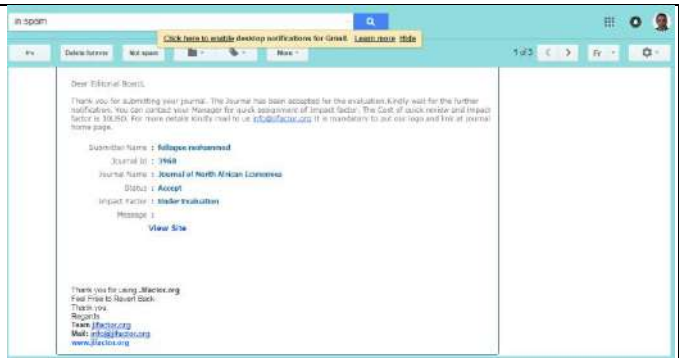 in:spam
Click here to enable desktop notifications for Gmail. Learn more Hide
Delete forever Not spam More 1 of 5 Fr
Dear Editorial Board,
Thank you for submitting your journal. The Journal has been accepted for the evaluation.Kindly wait for the further
notification. You can contact your Manager for quick assignment of Impact factor. The Cost of quick review and impact
factor is 10USD. For more details kindly mail to us info@jifactor.org It is mandatory to put our logo and link at journal
home page.
Submitter Name : Rellague mohammed
Journal Id : 3960
Journal Name : Journal of North African Economies
Status : Accept
Impact Factor : Under Evaluation
Message :
View Site
Thank you for using Jifactor.org
Feel Free to Revert Back
Thank you
Regards
Team jifactor.org
Mail: info@jifactor.org
www.jifactor.org